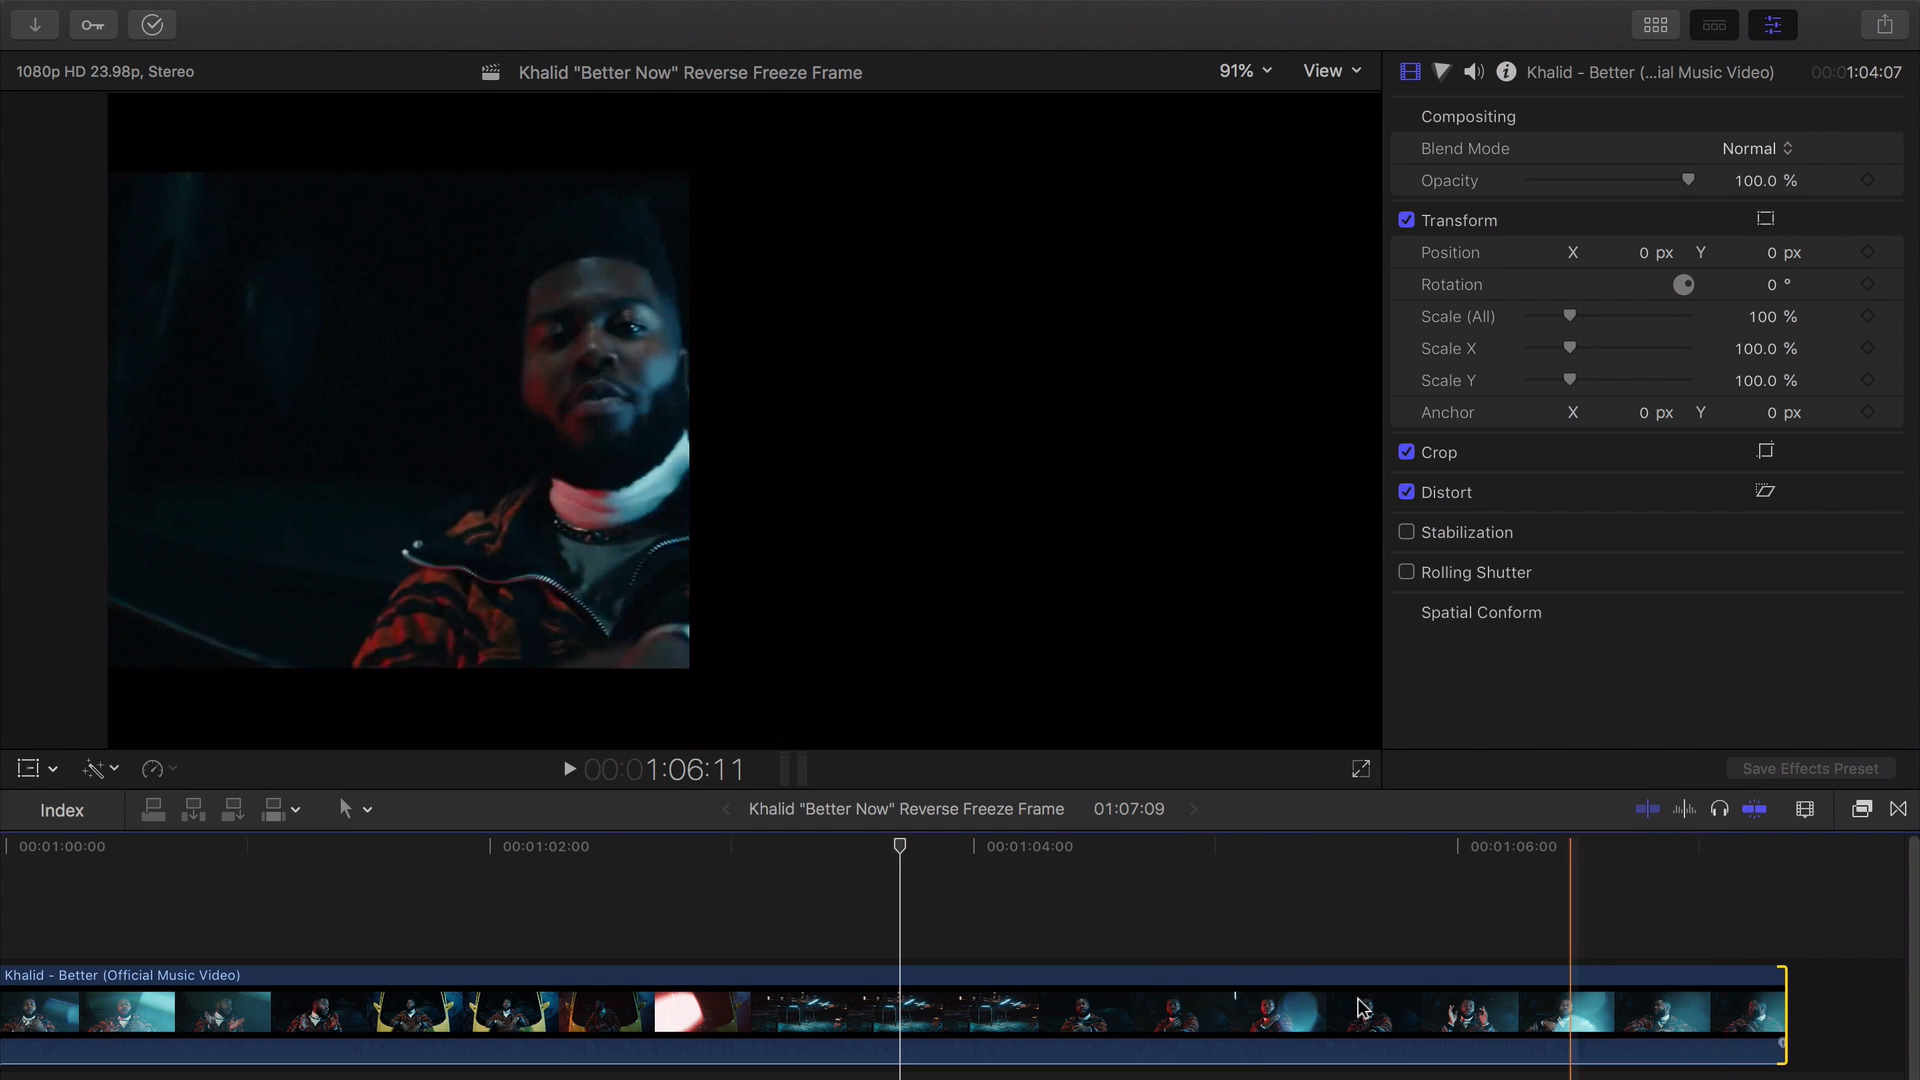 1080p HD 23.98p, Stereo
Khalid "Better Now" Reverse Freeze Frame
91%
View
Khalid - Better (...ial Music Video)
00:01:04:07
Compositing
Blend Mode Normal
Opacity 100.0 %
Transform
Position X 0 px Y 0 px
Rotation 0 °
Scale (All) 100 %
Scale X 100.0 %
Scale Y 100.0 %
Anchor X 0 px Y 0 px
Crop
Distort
Stabilization
Rolling Shutter
Spatial Conform
00:01:06:11
Save Effects Preset
Index
Khalid "Better Now" Reverse Freeze Frame
01:07:09
00:01:00:00
00:01:02:00
00:01:04:00
00:01:06:00
Khalid - Better (Official Music Video)